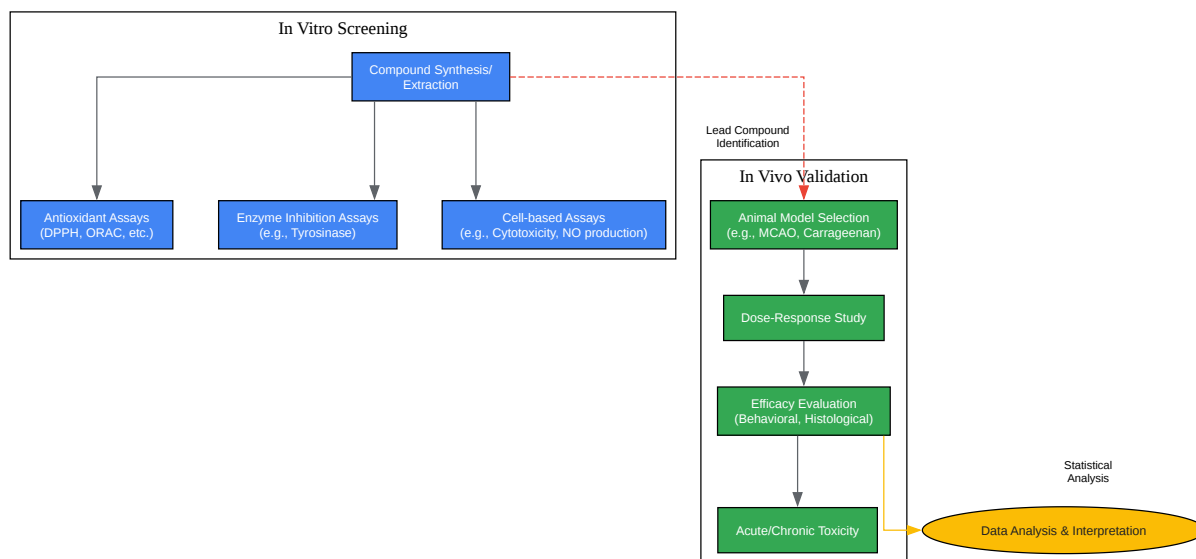 In Vitro Screening
Compound Synthesis/
Extraction
Antioxidant Assays
(DPPH, ORAC, etc.)
Enzyme Inhibition Assays
(e.g., Tyrosinase)
Cell-based Assays
(e.g., Cytotoxicity, NO production)
Lead Compound
Identification
In Vivo Validation
Animal Model Selection
(e.g., MCAO, Carrageenan)
Dose-Response Study
Efficacy Evaluation
(Behavioral, Histological)
Acute/Chronic Toxicity
Statistical
Analysis
Data Analysis & Interpretation